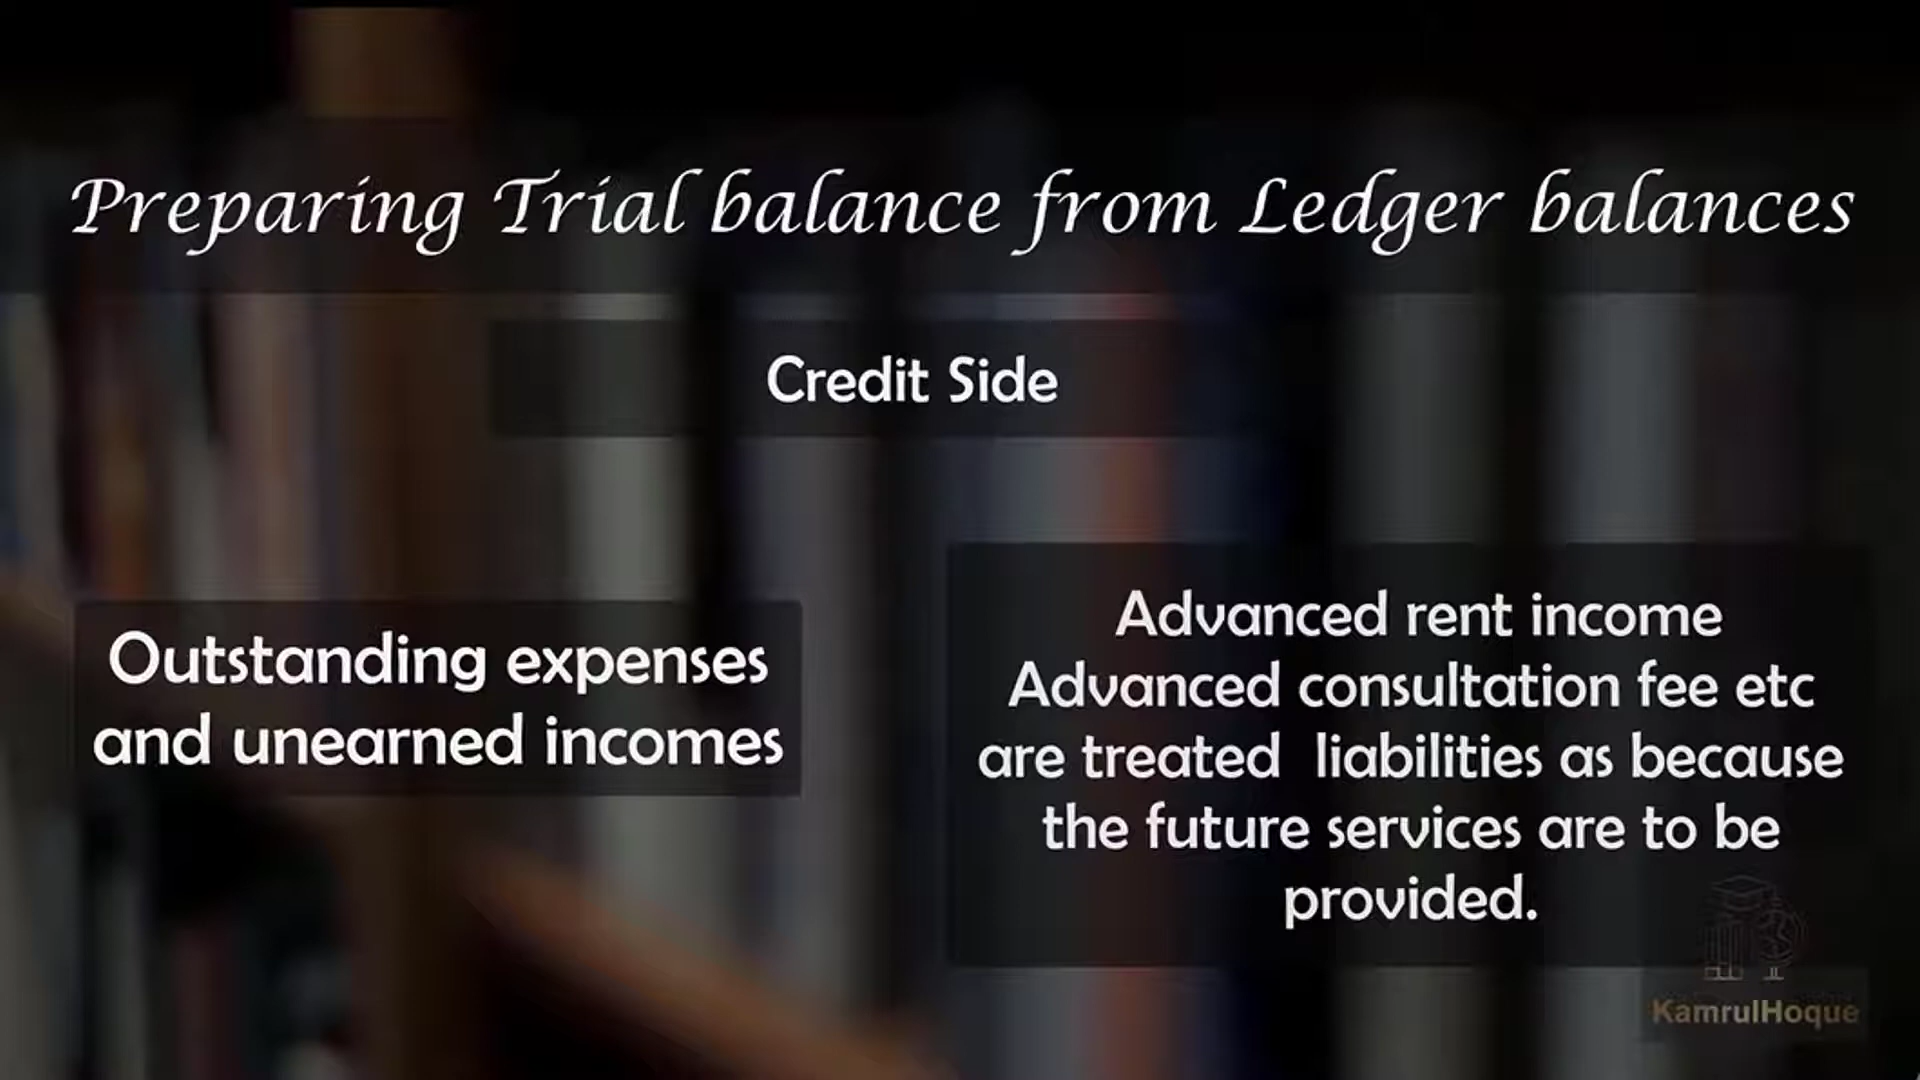 Preparing Trial balance from Ledger balances
Credit Side
Outstanding expenses
and unearned incomes
Advanced rent income
Advanced consultation fee etc
are treated liabilities as because
the future services are to be
provided.
KamrulHoque